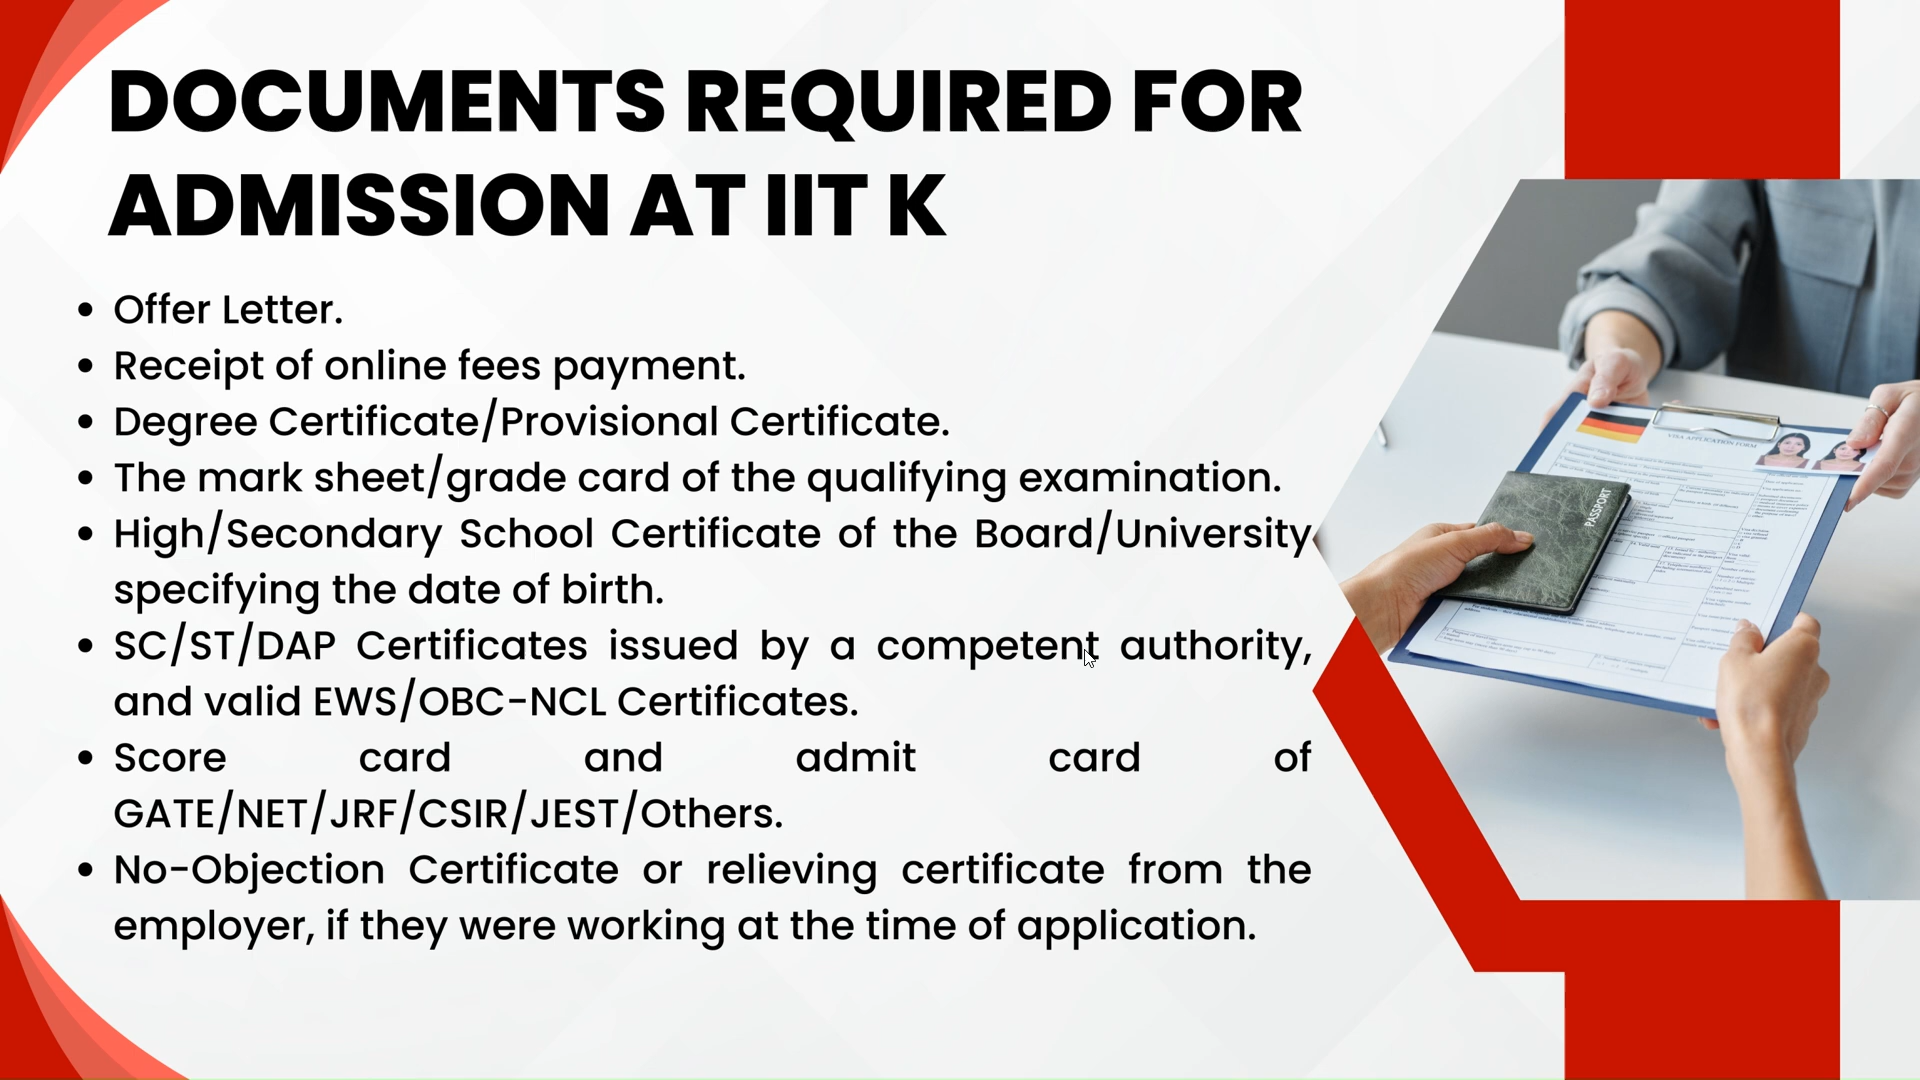 DOCUMENTS REQUIRED FOR
ADMISSION AT IIT K
• Offer Letter.
• Receipt of online fees payment.
• Degree Certificate/Provisional Certificate.
• The mark sheet/grade card of the qualifying examination.
• High/Secondary School Certificate of the Board/University
specifying the date of birth.
• SC/ST/DAP Certificates issued by a competent authority,
and valid EWS/OBC-NCL Certificates.
• Score card and admit card of
GATE/NET/JRF/CSIR/JEST/Others.
• No-Objection Certificate or relieving certificate from the
employer, if they were working at the time of application.
VISA APPLICATION FORM
PASSPORT